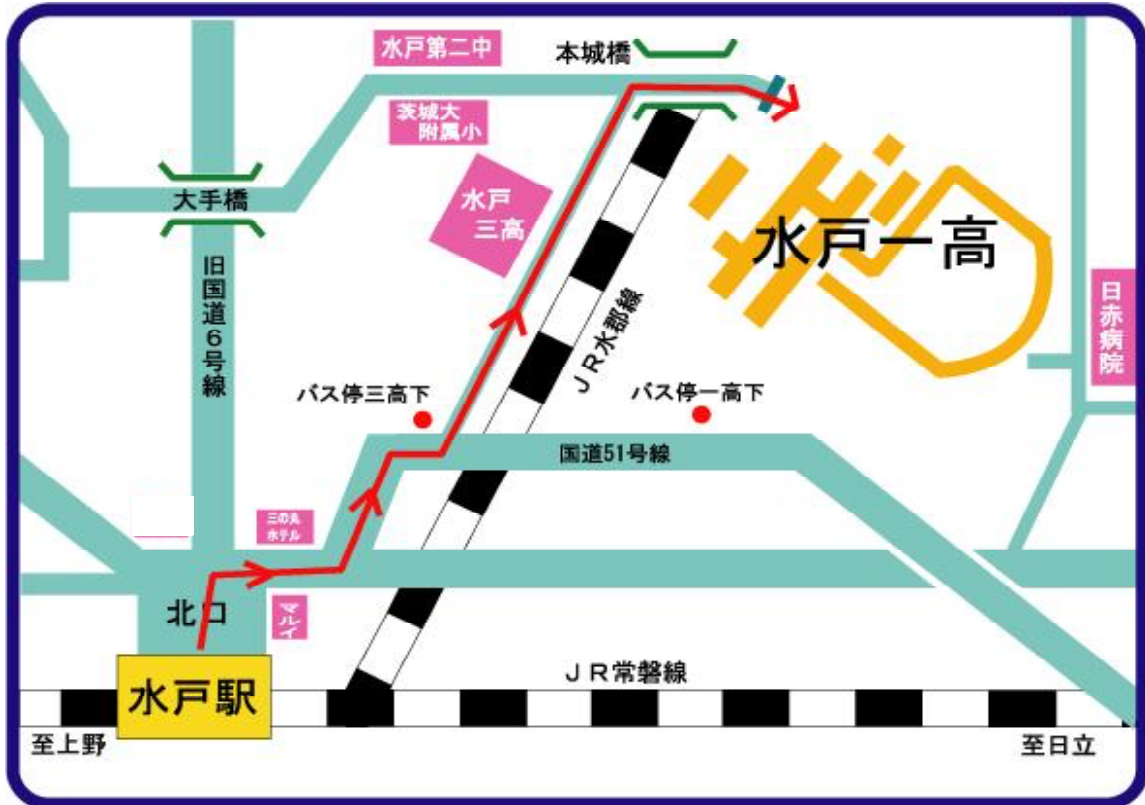 水戸第二中
本城橋
茨城大
附属小
大手橋
水戸
三高
水戸一高
旧国道6号線
JR水郡線
日赤病院
バス停三高下
バス停一高下
国道51号線
三の丸
ホテル
北口
マルイ
水戸駅
JR常磐線
至上野
至日立